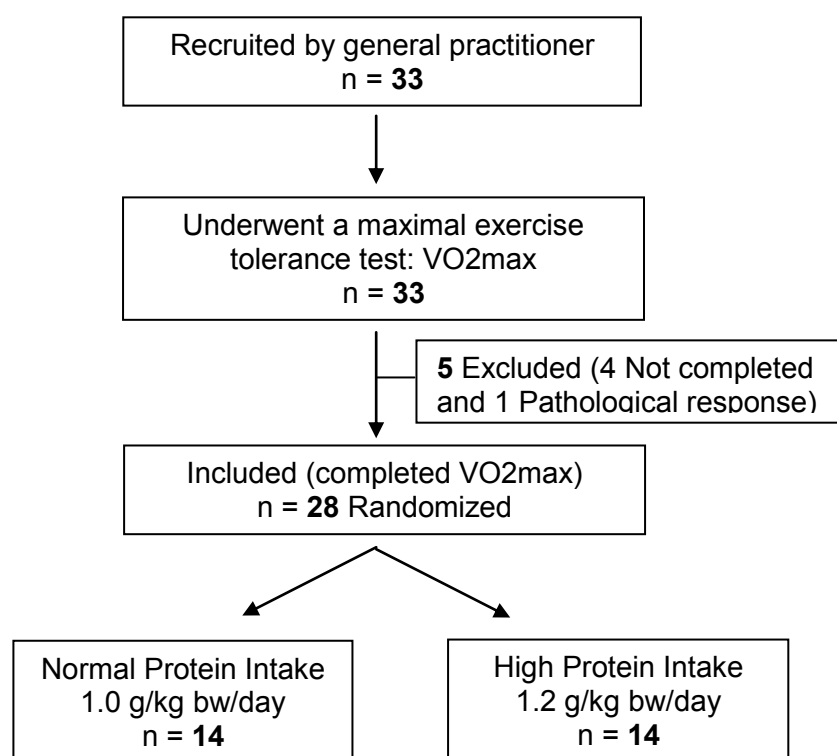 Recruited by general practitioner
n = 33
Underwent a maximal exercise
tolerance test: VO2max
n = 33
5 Excluded (4 Not completed
and 1 Pathological response)
Included (completed VO2max)
n = 28 Randomized
Normal Protein Intake
1.0 g/kg bw/day
n = 14
High Protein Intake
1.2 g/kg bw/day
n = 14